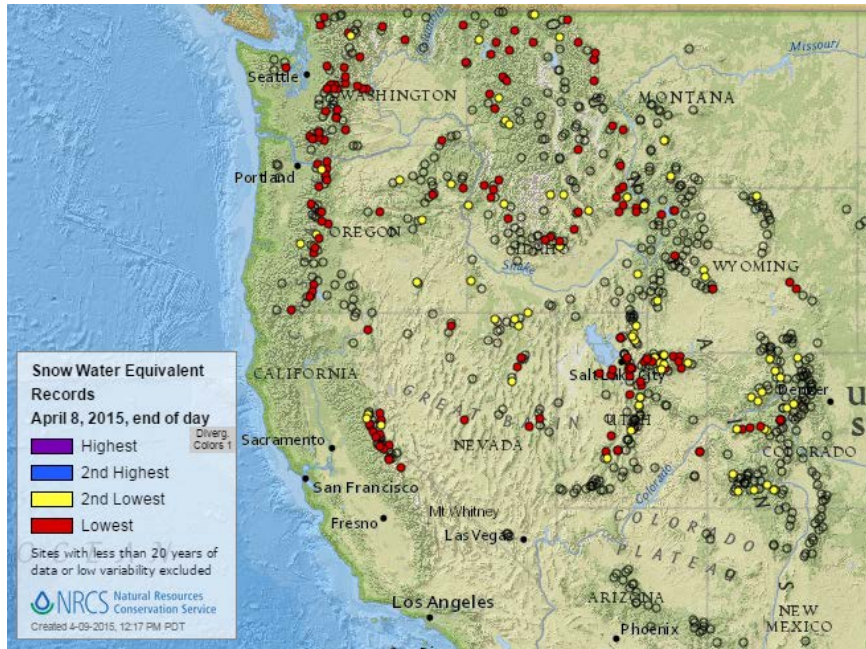 Missouri
Seattle
WASHINGTON
MONTANA
Portland
OREGON
IDAHO
Snake
WYOMING
Snow Water Equivalent
Records
April 8, 2015, end of day
Diverg.
Colors 1
Highest
2nd Highest
2nd Lowest
Lowest
Sites with less than 20 years of
data or low variability excluded
NRCS Natural Resources
Conservation Service
Created 4-09-2015, 12:17 PM PDT
CALIFORNIA
GREAT BASIN
Salt Lake City
UTAH
Denver
U
S
Sacramento
NEVADA
COLORADO
San Francisco
Colorado
Fresno
Mt Whitney
Las Vegas
COLORADO
PLATEAU
Los Angeles
ARIZONA
Phoenix
NEW
MEXICO